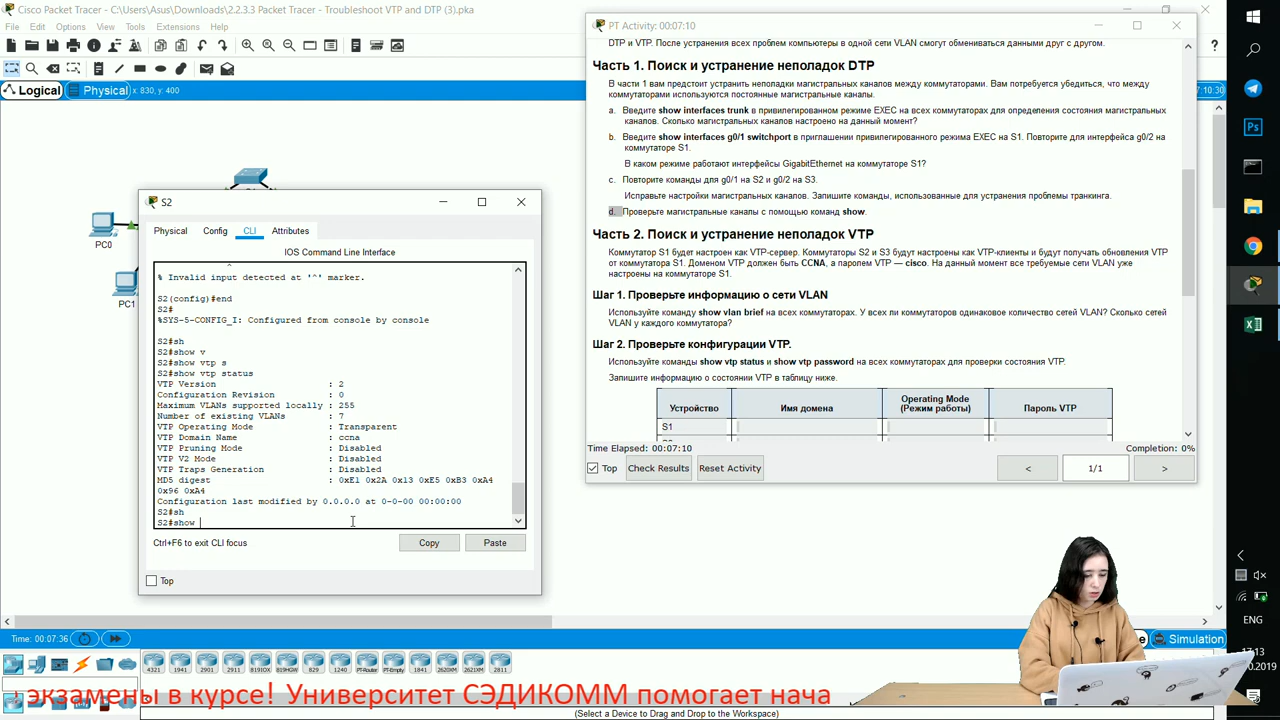 Cisco Packet Tracer - C:\Users\Asus\Downloads\2.2.3.3 Packet Tracer - Troubleshoot VTP and DTP (3).pka
File Edit Options View Tools Extensions Help
Logical Physical x: 830, y: 400
PC0
PC1
S2
Physical Config CLI Attributes
IOS Command Line Interface
^
% Invalid input detected at '^' marker.
S2(config)#end
S2#
%SYS-5-CONFIG_I: Configured from console by console
S2#sh
S2#show v
S2#show vtp s
S2#show vtp status
VTP Version : 2
Configuration Revision : 0
Maximum VLANs supported locally : 255
Number of existing VLANs : 7
VTP Operating Mode : Transparent
VTP Domain Name : ccna
VTP Pruning Mode : Disabled
VTP V2 Mode : Disabled
VTP Traps Generation : Disabled
MD5 digest : 0xE1 0x2A 0x13 0xE5 0xB3 0xA4
0x96 0xA4
Configuration last modified by 0.0.0.0 at 0-0-00 00:00:00
S2#sh
S2#show
Ctrl+F6 to exit CLI focus
Copy Paste
Top
PT Activity: 00:07:10
DTP и VTP. После устранения всех проблем компьютеры в одной сети VLAN смогут обмениваться данными друг с другом.
Часть 1. Поиск и устранение неполадок DTP
В части 1 вам предстоит устранить неполадки магистральных каналов между коммутаторами. Вам потребуется убедиться, что между
коммутаторами используются постоянные магистральные каналы.
a. Введите show interfaces trunk в привилегированном режиме EXEC на всех коммутаторах для определения состояния магистральных
каналов. Сколько магистральных каналов настроено на данный момент?
b. Введите show interfaces g0/1 switchport в приглашении привилегированного режима EXEC на S1. Повторите для интерфейса g0/2 на
коммутаторе S1.
В каком режиме работают интерфейсы GigabitEthernet на коммутаторе S1?
c. Повторите команды для g0/1 на S2 и g0/2 на S3.
Исправьте настройки магистральных каналов. Запишите команды, использованные для устранения проблемы транкинга.
d. Проверьте магистральные каналы с помощью команд show.
Часть 2. Поиск и устранение неполадок VTP
Коммутатор S1 будет настроен как VTP-сервер. Коммутаторы S2 и S3 будут настроены как VTP-клиенты и будут получать обновления VTP
от коммутатора S1. Доменом VTP должен быть CCNA, а паролем VTP — cisco. На данный момент все требуемые сети VLAN уже
настроены на коммутаторе S1.
Шаг 1. Проверьте информацию о сети VLAN
Используйте команду show vlan brief на всех коммутаторах. У всех ли коммутаторов одинаковое количество сетей VLAN? Сколько сетей
VLAN у каждого коммутатора?
Шаг 2. Проверьте конфигурации VTP.
Используйте команды show vtp status и show vtp password на всех коммутаторах для проверки состояния VTP.
Запишите информацию о состоянии VTP в таблицу ниже.
Устройство Имя домена Operating Mode (Режим работы) Пароль VTP
S1
Time Elapsed: 00:07:10 Completion: 0%
Top Check Results Reset Activity < 1/1 >
Time: 00:07:36
Simulation
4321 1941 2901 2911 819IOX 819HGW 829 1240 PT-Router PT-Empty 1841 2620XM 2621XM 2811
экзамены в курсе! Университет СЭДИКОММ помогает нача
(Select a Device to Drag and Drop to the Workspace)
ENG
17:13